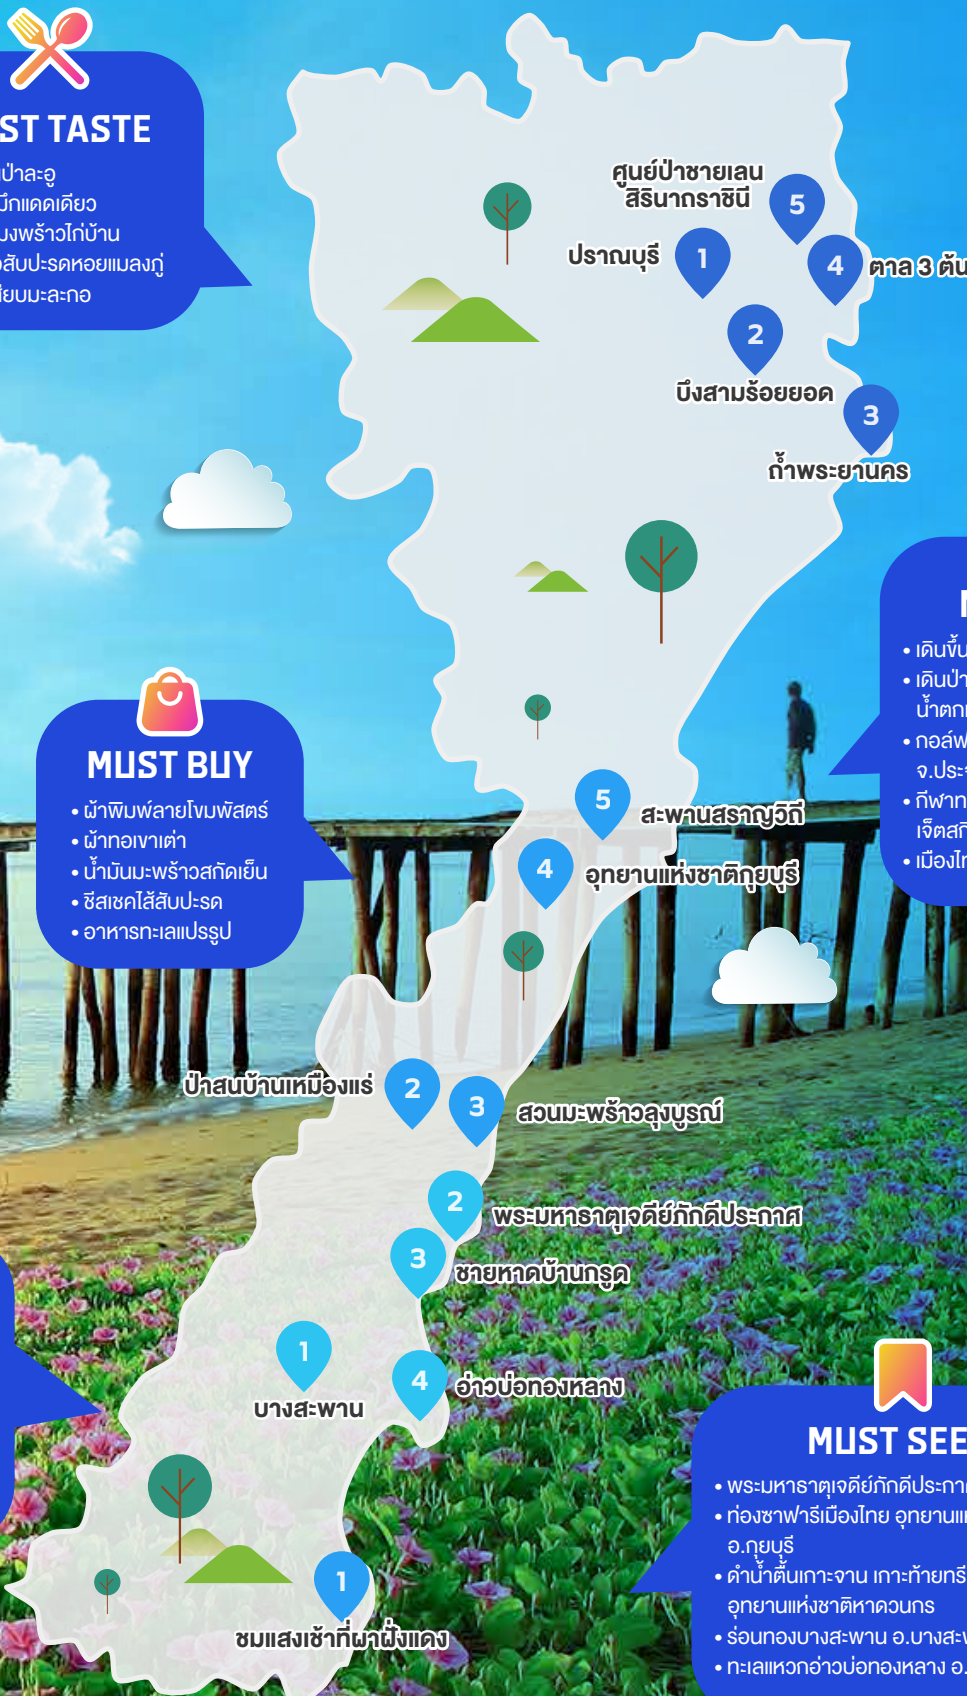 ST TASTE
ป่าละอู
มึกแดดเดียว
มงพร้าวไก่บ้าน
วสับปะรดหอยแมลงภู่
สียบมะละกอ
ศูนย์ป่าชายเลน
สิรินาถราชินี
5
ปราณบุรี
1
4
ตาล 3 ต้น
2
บึงสามร้อยยอด
3
ถ้ำพระยานคร
• เดินขึ้น
• เดินป่า
น้ำตก
• กอล์ฟ
จ.ประจ
• กีฬาท
เจ็ตสกี
• เมืองไท
MUST BUY
• ผ้าพิมพ์ลายโขมพัสตร์
• ผ้าทอเขาเต่า
• น้ำมันมะพร้าวสกัดเย็น
• ชีสเชคไส้สับปะรด
• อาหารทะเลแปรรูป
5
สะพานสราญวิถี
4
อุทยานแห่งชาติกุยบุรี
ป่าสนบ้านเหมืองแร่
2
3
สวนมะพร้าวลุงบูรณ์
2
พระมหาธาตุเจดีย์ภักดีประกาศ
3
ชายหาดบ้านกรูด
1
บางสะพาน
4
อ่าวบ่อทองหลาง
1
ชมแสงเช้าที่ผาฝั่งแดง
MUST SEE
• พระมหาธาตุเจดีย์ภักดีประกาศ
• ท่องซาฟารีเมืองไทย อุทยานแห
อ.กุยบุรี
• ดำน้ำตื้นเกาะจาน เกาะท้ายทรี
อุทยานแห่งชาติหาดวนกร
• ร่อนทองบางสะพาน อ.บางสะพ
• ทะเลแหวกอ่าวบ่อทองหลาง อ.